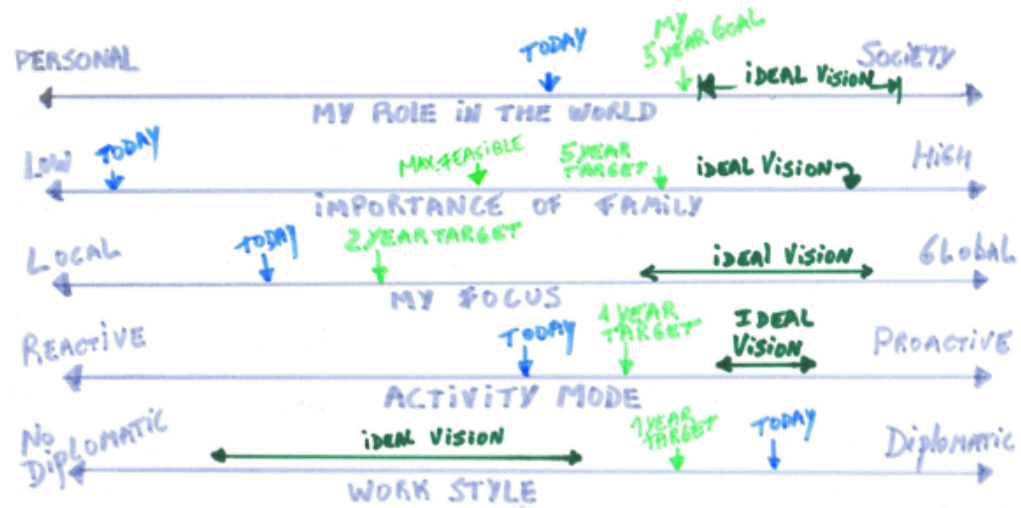 PERSONAL
TODAY
MY
5 YEAR GOAL
iDEAL Vision
SOCiETY
MY ROLE iN THE WORLD
LOW
TODAY
MAX. FEASIBLE
5 YEAR
TARGET
iDEAL Vision
HiGH
iMPORTANCE OF FAMiLY
LOCAL
TODAY
2 YEAR TARGET
iDEAl Vision
GLOBAL
MY FOCUS
REACTiVE
TODAY
1 YEAR
TARGET
IDEAL
Vision
PROACTiVE
ACTiViTY MODE
No
DiPLOMATiC
iDEAL Vision
1 YEAR
TARGET
TODAY
DiPLOMATiC
WORK STYLE